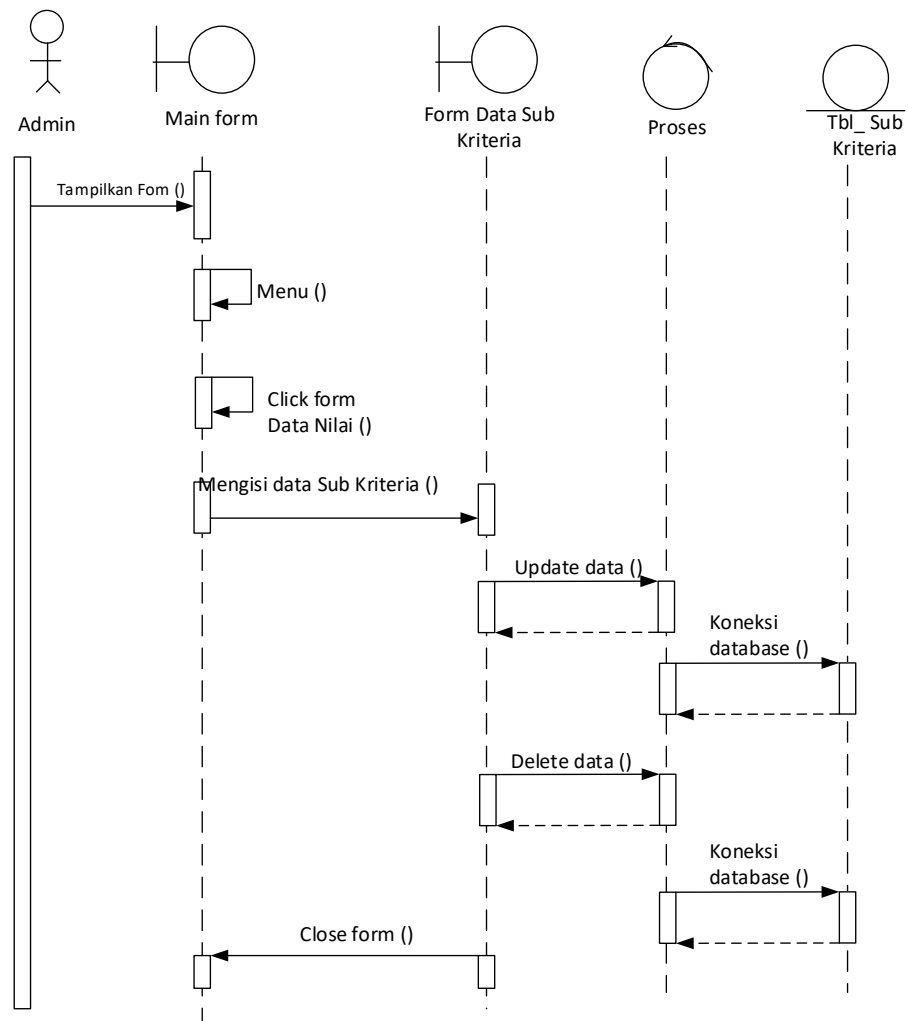 Admin
Main form
Form Data Sub
Kriteria
Proses
Tbl_ Sub
Kriteria
Tampilkan Fom ()
Menu ()
Click form
Data Nilai ()
Mengisi data Sub Kriteria ()
Update data ()
Koneksi
database ()
Delete data ()
Koneksi
database ()
Close form ()